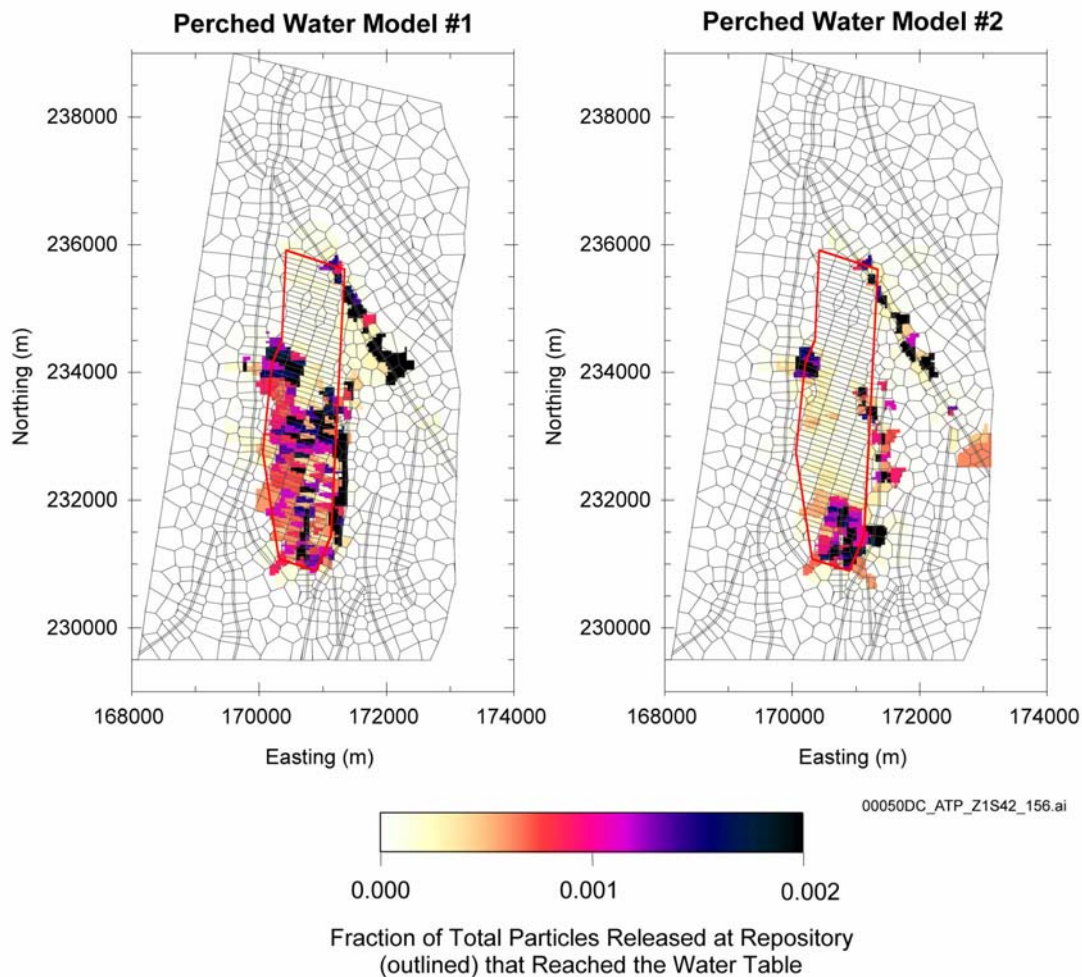 Perched Water Model #1
Perched Water Model #2
Northing (m)
238000
236000
234000
232000
230000
168000 170000 172000 174000
Easting (m)
Northing (m)
238000
236000
234000
232000
230000
168000 170000 172000 174000
Easting (m)
00050DC_ATP_Z1S42_156.ai
0.000 0.001 0.002
Fraction of Total Particles Released at Repository
(outlined) that Reached the Water Table